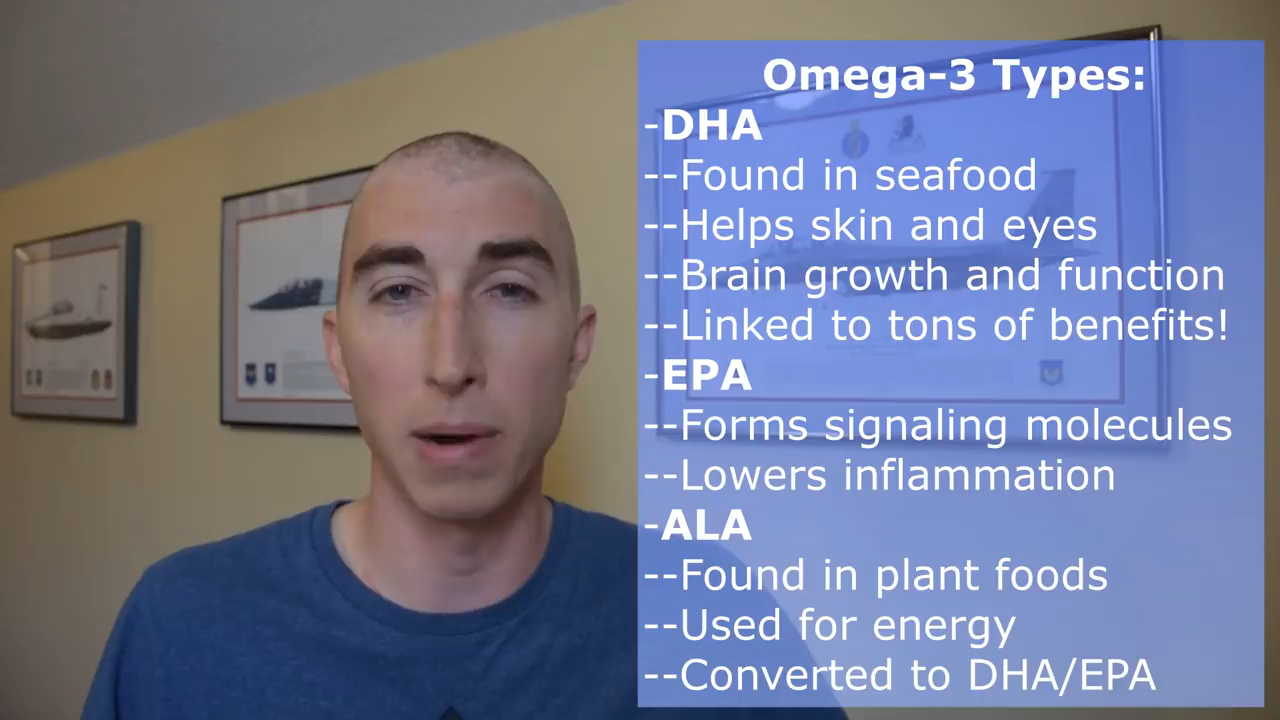 Omega-3 Types:
-DHA
--Found in seafood
--Helps skin and eyes
--Brain growth and function
--Linked to tons of benefits!
-EPA
--Forms signaling molecules
--Lowers inflammation
-ALA
--Found in plant foods
--Used for energy
--Converted to DHA/EPA